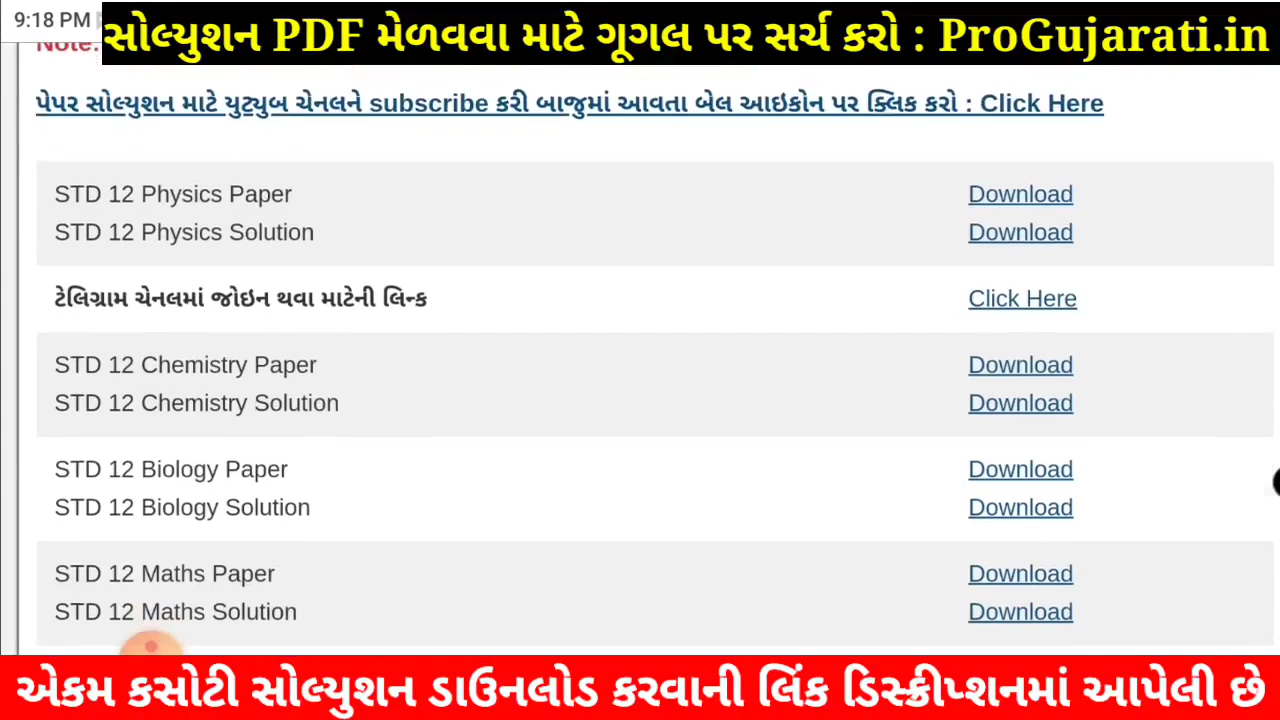 9:18 PM
સોલ્યુશન PDF મેળવવા માટે ગૂગલ પર સર્ચ કરો : ProGujarati.in
Note:
પેપર સોલ્યુશન માટે યુટ્યુબ ચેનલને subscribe કરી બાજુમાં આવતા બેલ આઇકોન પર ક્લિક કરો : Click Here
STD 12 Physics Paper Download
STD 12 Physics Solution Download
ટેલિગ્રામ ચેનલમાં જોઇન થવા માટેની લિન્ક Click Here
STD 12 Chemistry Paper Download
STD 12 Chemistry Solution Download
STD 12 Biology Paper Download
STD 12 Biology Solution Download
STD 12 Maths Paper Download
STD 12 Maths Solution Download
એકમ કસોટી સોલ્યુશન ડાઉનલોડ કરવાની લિંક ડિસ્ક્રીપ્શનમાં આપેલી છે